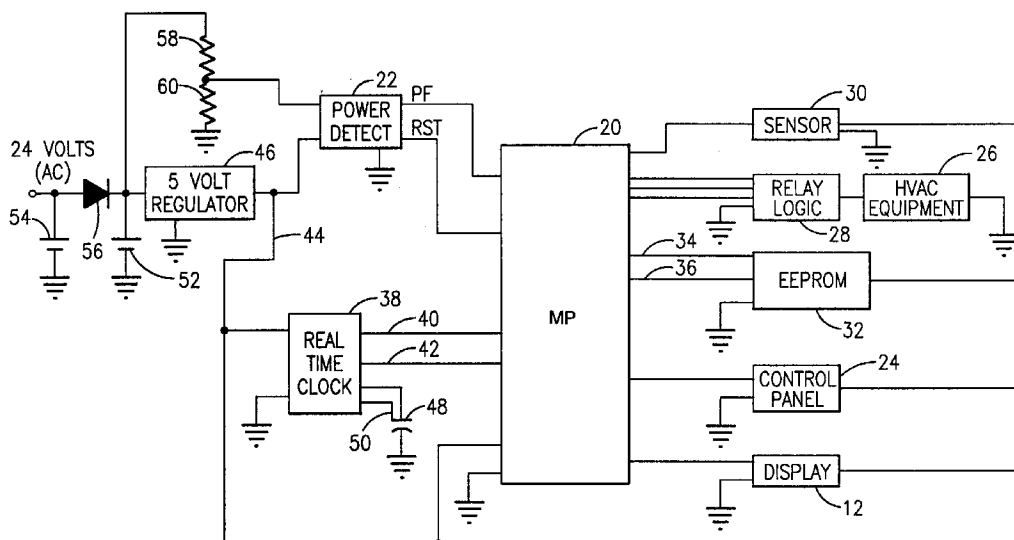 58
60
22
POWER
DETECT
PF
RST
24 VOLTS
(AC)
46
5 VOLT
REGULATOR
54
56
52
44
20
MP
30
SENSOR
26
RELAY
LOGIC
28
HVAC
EQUIPMENT
34
36
EEPROM
32
38
REAL
TIME
CLOCK
40
42
48
50
24
CONTROL
PANEL
DISPLAY
12